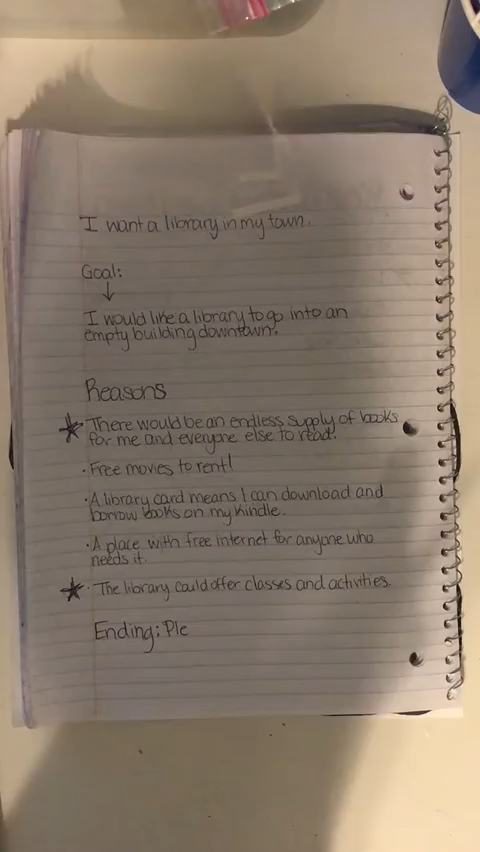 I want a library in my town.
Goal:
↓
I would like a library to go into an
empty building downtown.
Reasons
★ There would be an endless supply of books
for me and everyone else to read!
· Free movies to rent!
· A library card means I can download and
borrow books on my Kindle.
· A place with free internet for anyone who
needs it.
★ · The library could offer classes and activities.
Ending: Ple